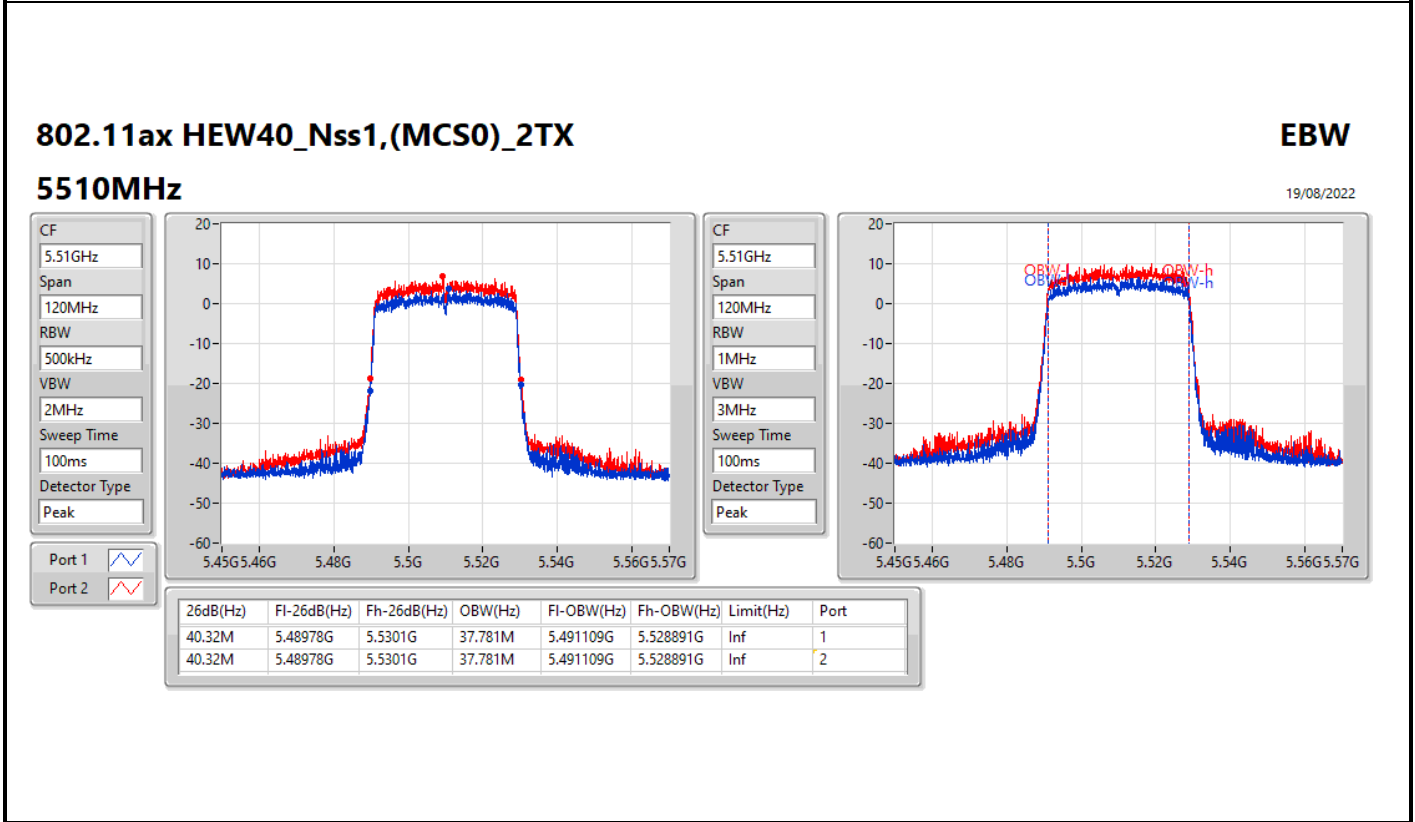 802.11ax HEW40_Nss1,(MCS0)_2TX
EBW
5510MHz
19/08/2022
CF
5.51GHz
Span
120MHz
RBW
500kHz
VBW
2MHz
Sweep Time
100ms
Detector Type
Peak
Port 1
Port 2
20
10
0
-10
-20
-30
-40
-50
-60
5.45G 5.46G 5.48G 5.5G 5.52G 5.54G 5.56G 5.57G
CF
5.51GHz
Span
120MHz
RBW
1MHz
VBW
3MHz
Sweep Time
100ms
Detector Type
Peak
20
10
0
-10
-20
-30
-40
-50
-60
OBW-l OBW-h
5.45G 5.46G 5.48G 5.5G 5.52G 5.54G 5.56G 5.57G
26dB(Hz) Fl-26dB(Hz) Fh-26dB(Hz) OBW(Hz) Fl-OBW(Hz) Fh-OBW(Hz) Limit(Hz) Port
40.32M 5.48978G 5.5301G 37.781M 5.491109G 5.528891G Inf 1
40.32M 5.48978G 5.5301G 37.781M 5.491109G 5.528891G Inf 2